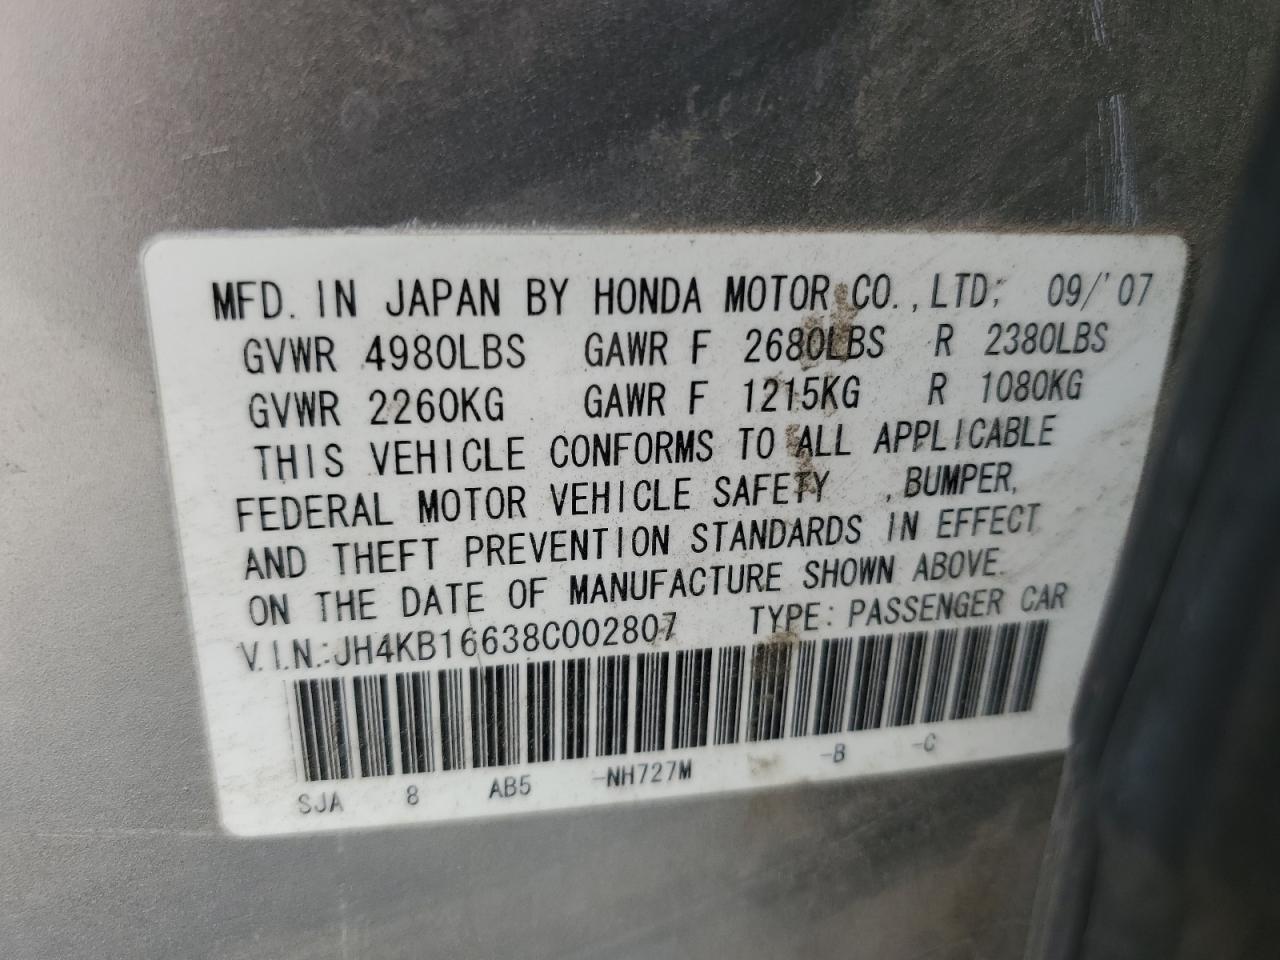 MFD. IN JAPAN BY HONDA MOTOR CO., LTD; 09/'07
GVWR 4980LBS GAWR F 2680LBS R 2380LBS
GVWR 2260KG GAWR F 1215KG R 1080KG
THIS VEHICLE CONFORMS TO ALL APPLICABLE
FEDERAL MOTOR VEHICLE SAFETY , BUMPER,
AND THEFT PREVENTION STANDARDS IN EFFECT
ON THE DATE OF MANUFACTURE SHOWN ABOVE.
V.I.N.:JH4KB16638C002807 TYPE: PASSENGER CAR
SJA 8 AB5 -NH727M -B -C